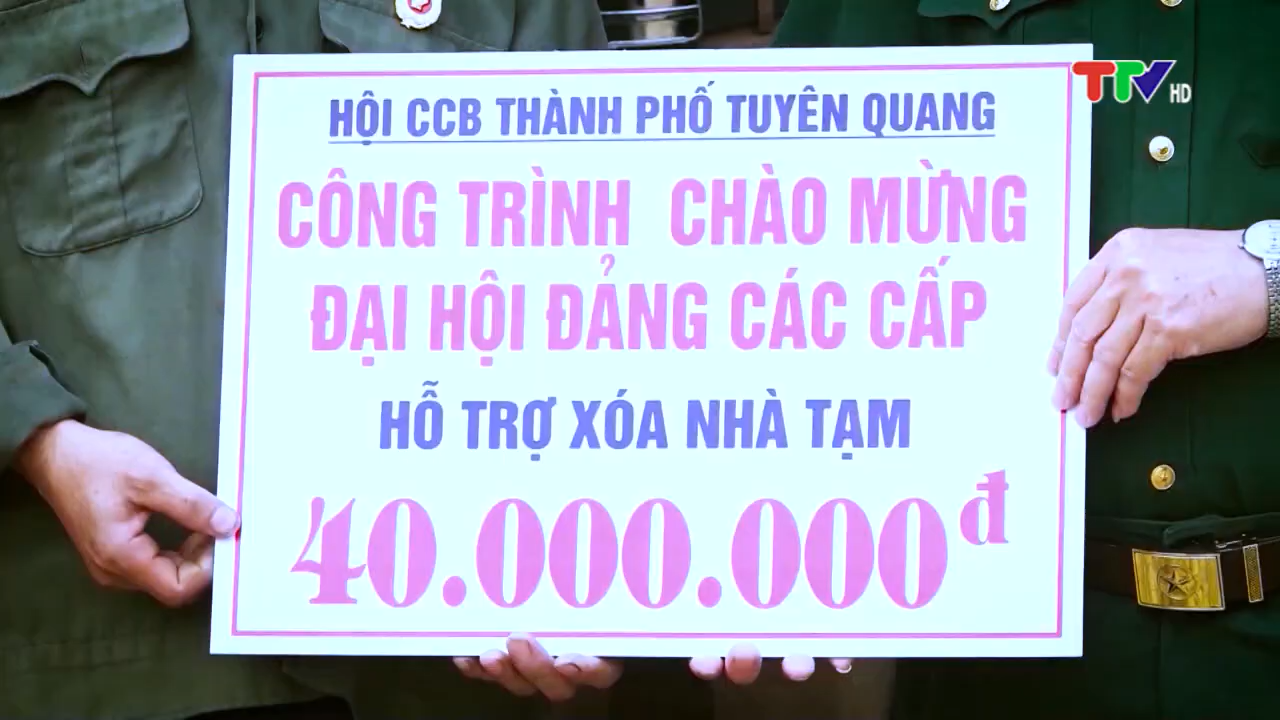 TTV HD
HỘI CCB THÀNH PHỐ TUYÊN QUANG
CÔNG TRÌNH CHÀO MỪNG
ĐẠI HỘI ĐẢNG CÁC CẤP
HỖ TRỢ XÓA NHÀ TẠM
40.000.000đ